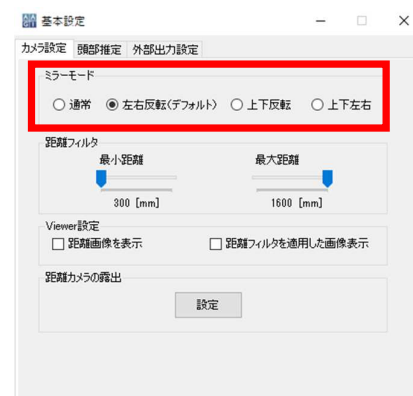 基本設定
カメラ設定 頭部推定 外部出力設定
ミラーモード
通常 左右反転(デフォルト) 上下反転 上下左右
距離フィルタ
最小距離 最大距離
300 [mm] 1600 [mm]
Viewer設定
距離画像を表示 距離フィルタを適用した画像表示
距離カメラの露出
設定